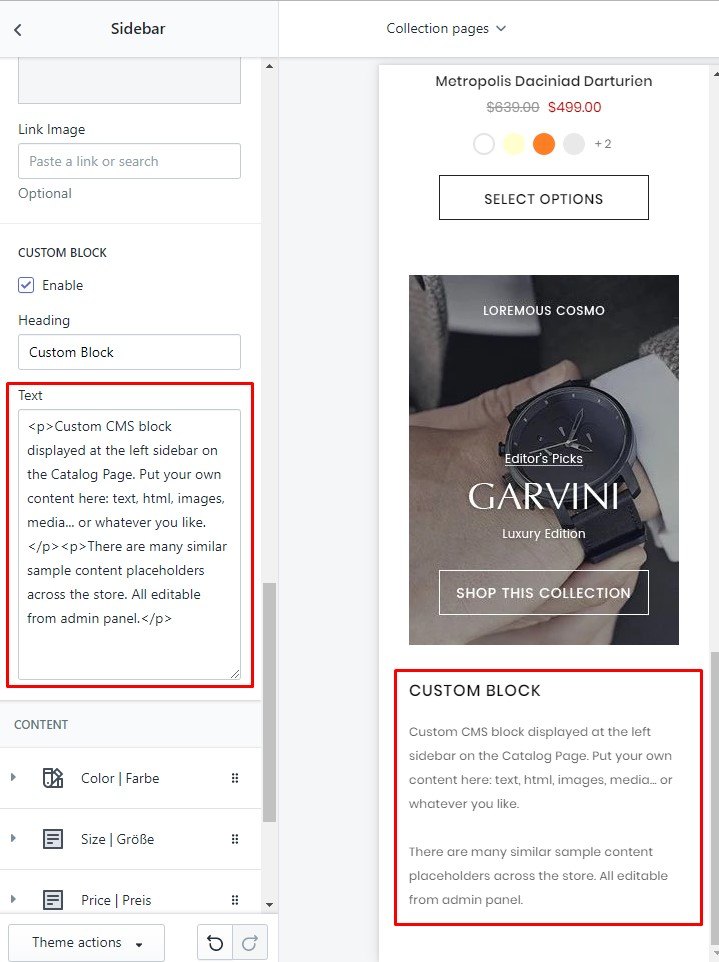 Sidebar
Collection pages
Link Image
Paste a link or search
Optional
CUSTOM BLOCK
Enable
Heading
Custom Block
Text
<p>Custom CMS block
displayed at the left sidebar on
the Catalog Page. Put your own
content here: text, html, images,
media... or whatever you like.
</p><p>There are many similar
sample content placeholders
across the store. All editable
from admin panel.</p>
CONTENT
Color | Farbe
Size | Größe
Price | Preis
Theme actions
Metropolis Daciniad Darturien
$639.00 $499.00
+ 2
SELECT OPTIONS
LOREMOUS COSMO
Editor's Picks
GARVINI
Luxury Edition
SHOP THIS COLLECTION
CUSTOM BLOCK
Custom CMS block displayed at the left
sidebar on the Catalog Page. Put your own
content here: text, html, images, media... or
whatever you like.
There are many similar sample content
placeholders across the store. All editable
from admin panel.